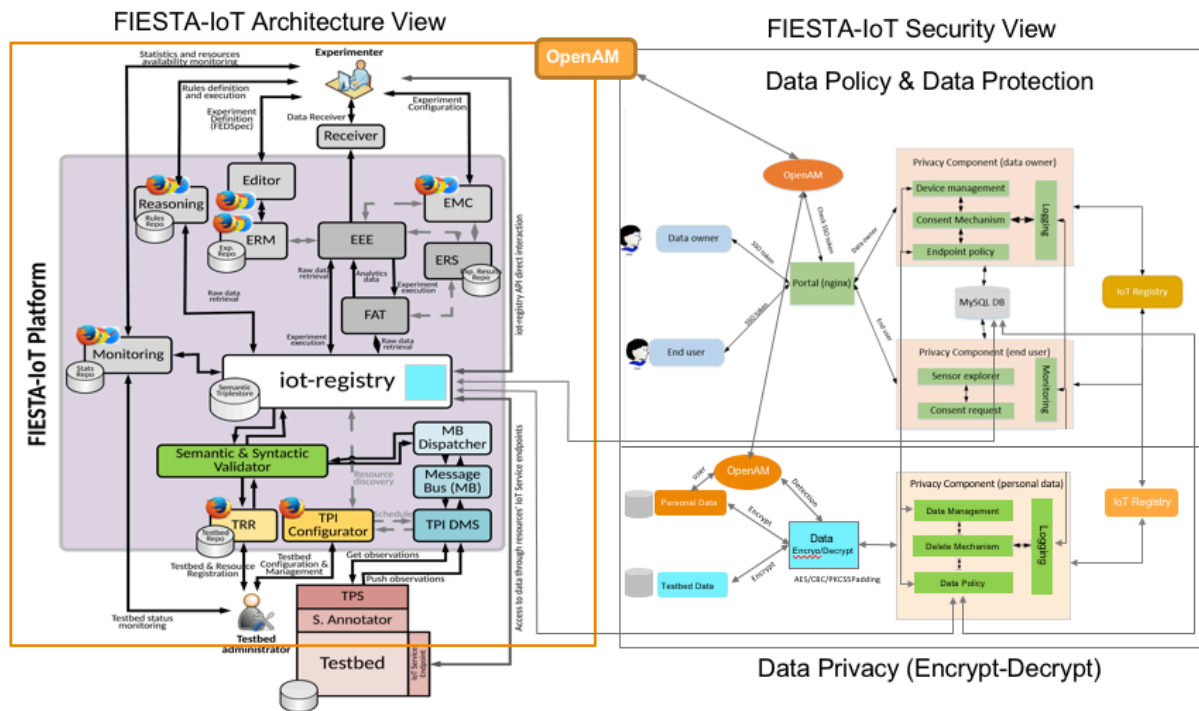 FIESTA-IoT Architecture View
FIESTA-IoT Security View
OpenAM
Data Policy & Data Protection
Statistics and resources
availability monitoring
Experimenter
Rules definition
and execution
Experiment
Definition
(FEDSpec)
Data Receiver
Experiment
Configuration
Receiver
Editor
Reasoning
Rules
Repo
ERM
Exp.
Repo
EMC
EEE
ERS
Exp. Results
Repo
Raw data
retrieval
Raw data
retrieval
Analytics
data
Experiment
execution
FAT
Experiment
execution
Raw data
retrieval
iot-registry API direct interaction
FIESTA-IoT Platform
Monitoring
Stats
Repo
iot-registry
Semantic
Triplestore
Semantic & Syntactic
Validator
MB
Dispatcher
Message
Bus (MB)
Resource
discovery
TRR
Testbed
Repo
TPI
Configurator
Schedule
TPI DMS
Testbed & Resource
Registration
Testbed
Configuration &
Management
Get observations
Push observations
Access to data through resources' IoT Service endpoints
Testbed status
monitoring
Testbed
administrator
TPS
S. Annotator
Testbed
IoT Service
Endpoint
OpenAM
Check SSO token
Data owner
SSO token
Data owner
Portal (nginx)
SSO token
End user
End user
Privacy Component (data owner)
Device management
Consent Mechanism
Endpoint policy
Logging
MySQL DB
IoT Registry
Privacy Component (end user)
Sensor explorer
Consent request
Monitoring
OpenAM
user
Personal Data
Detection
Encrypt
Data
Encryp/Decrypt
Encrypt
Testbed Data
AES/CBC/PKCS5Padding
Privacy Component (personal data)
Data Management
Delete Mechanism
Data Policy
Logging
IoT Registry
Data Privacy (Encrypt-Decrypt)